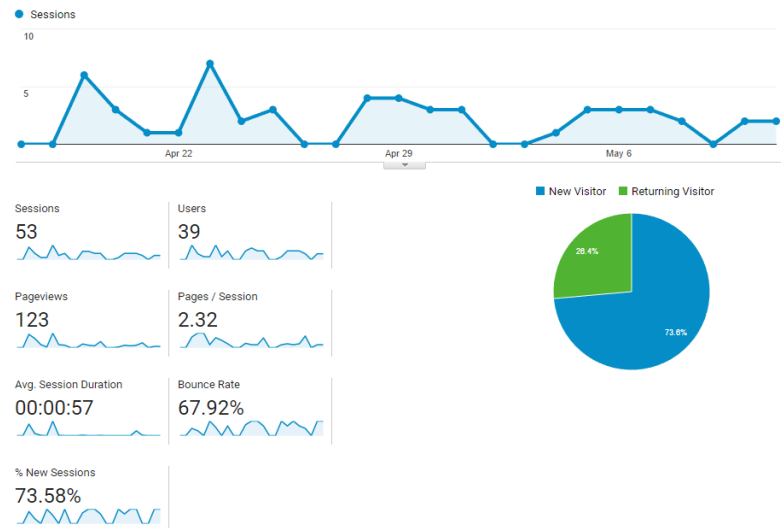 Sessions
10
5
Apr 22 Apr 29 May 6
New Visitor Returning Visitor
Sessions Users
53 39
26.4%
Pageviews Pages / Session
123 2.32
73.6%
Avg. Session Duration Bounce Rate
00:00:57 67.92%
% New Sessions
73.58%